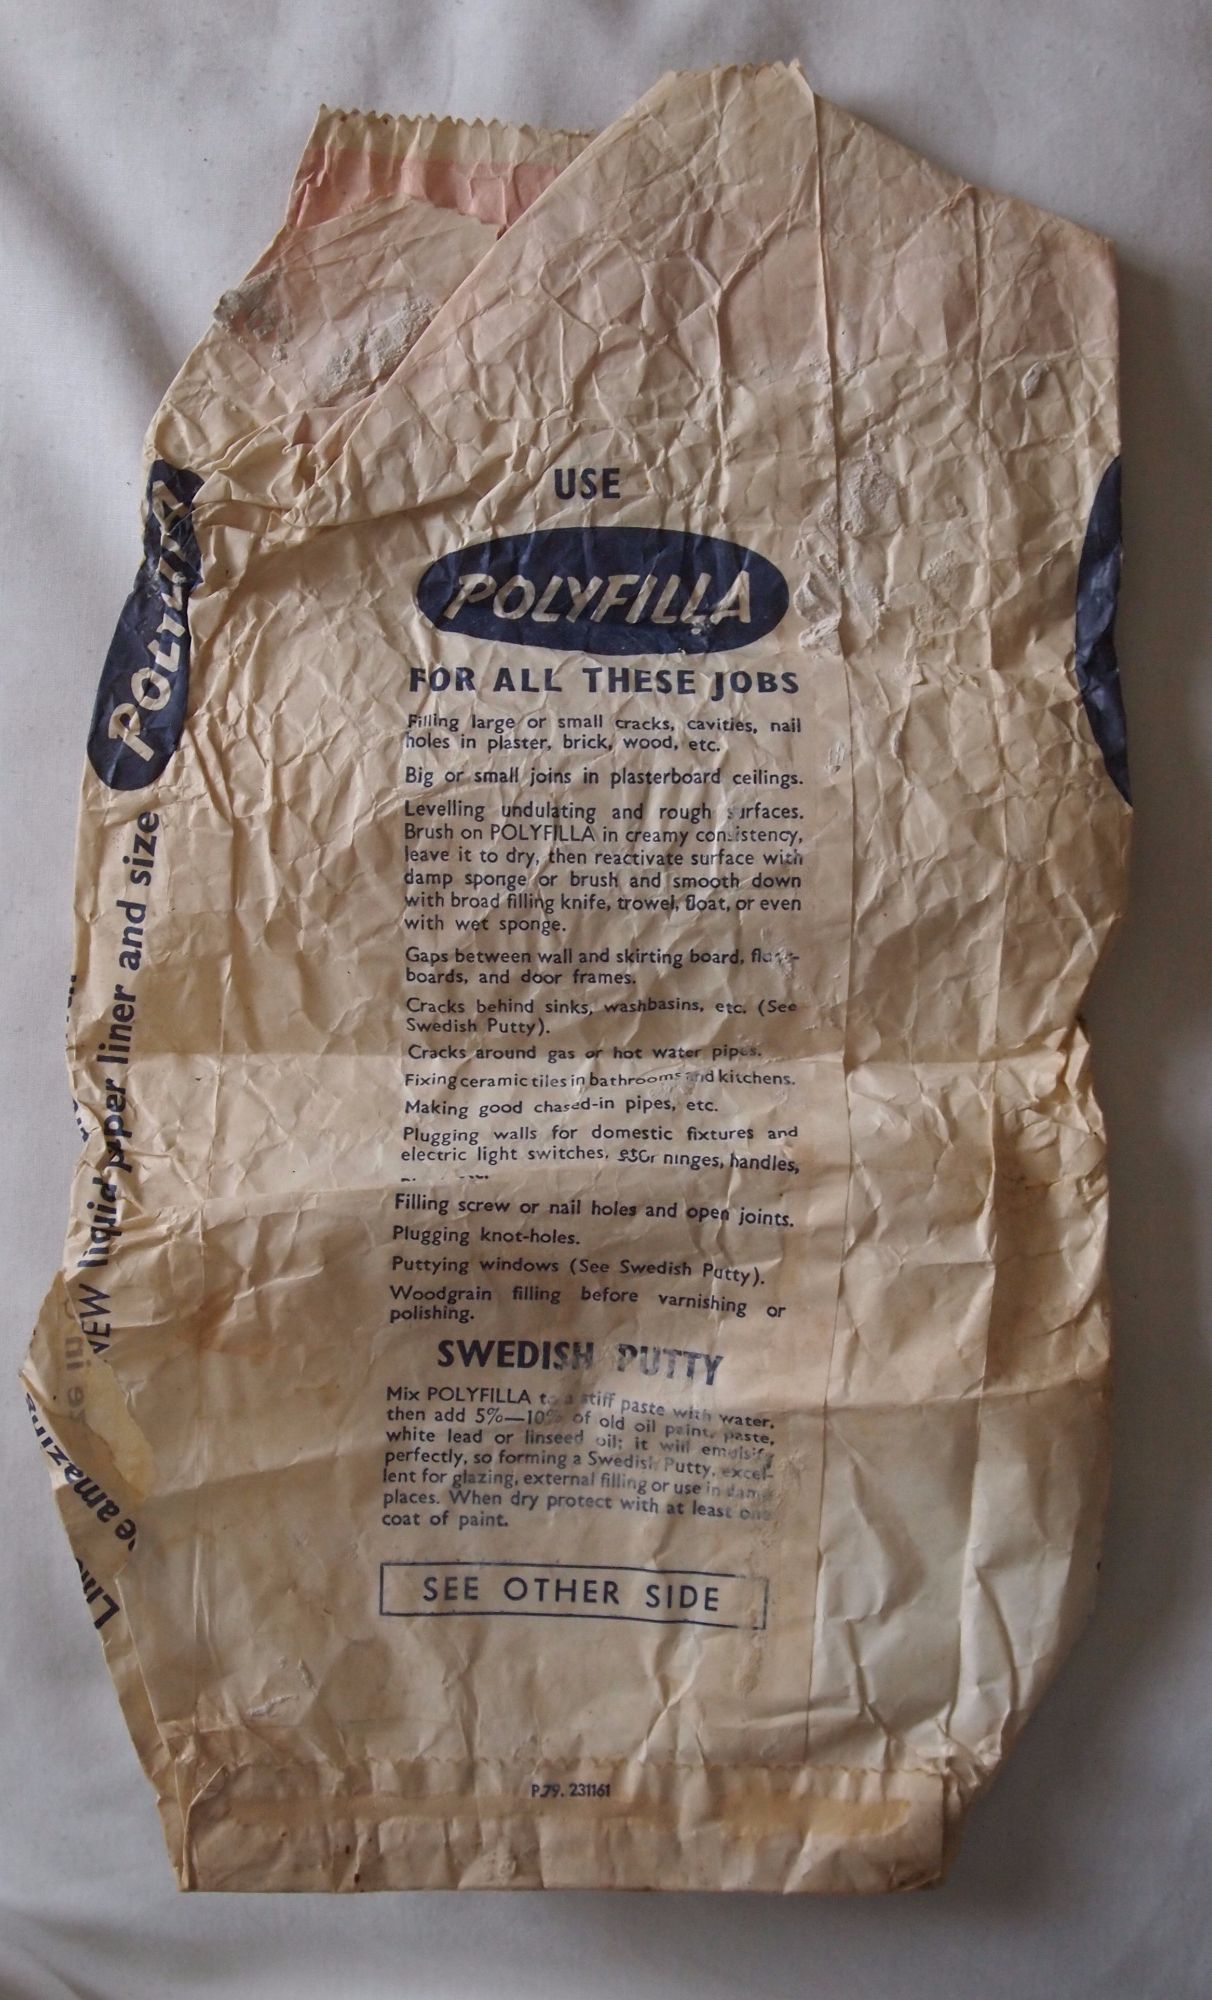 USE
POLYFILLA
FOR ALL THESE JOBS
Filling large or small cracks, cavities, nail
holes in plaster, brick, wood, etc.
Big or small joins in plasterboard ceilings.
Levelling undulating and rough surfaces.
Brush on POLYFILLA in creamy consistency,
leave it to dry, then reactivate surface with
damp sponge or brush and smooth down
with broad filling knife, trowel, float, or even
with wet sponge.
Gaps between wall and skirting board, floor-
boards, and door frames.
Cracks behind sinks, washbasins, etc. (See
Swedish Putty).
Cracks around gas or hot water pipes.
Fixing ceramic tiles in bathrooms and kitchens.
Making good chased-in pipes, etc.
Plugging walls for domestic fixtures and
electric light switches, hinges, handles,
Filling screw or nail holes and open joints.
Plugging knot-holes.
Puttying windows (See Swedish Putty).
Woodgrain filling before varnishing or
polishing.
SWEDISH PUTTY
Mix POLYFILLA to a stiff paste with water,
then add 5%—10% of old oil paint, paste,
white lead or linseed oil; it will emulsify
perfectly, so forming a Swedish Putty, excel-
lent for glazing, external filling or use in damp
places. When dry protect with at least one
coat of paint.
SEE OTHER SIDE
P.79. 231161
POLYFILLA
NEW liquid paper liner and size
amazing